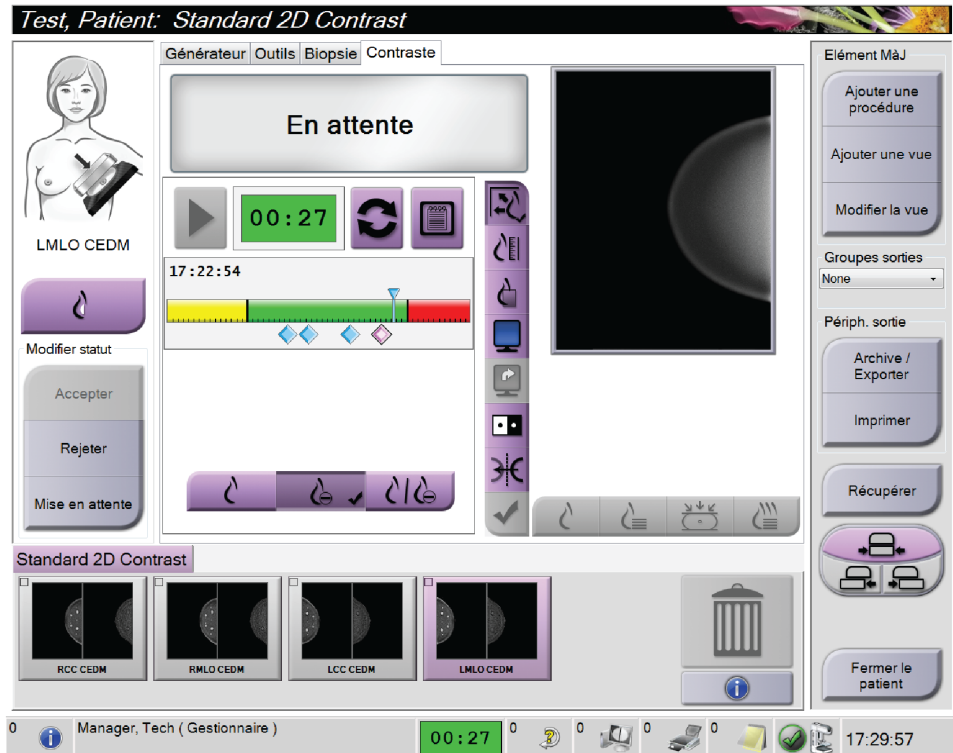 Test, Patient: Standard 2D Contrast
Générateur
Outils
Biopsie
Contraste
En attente
00:27
17:22:54
LMLO CEDM
Modifier statut
Accepter
Rejeter
Mise en attente
Elément MàJ
Ajouter une
procédure
Ajouter une vue
Modifier la vue
Groupes sorties
None
Périph. sortie
Archive /
Exporter
Imprimer
Récupérer
Fermer le
patient
Standard 2D Contrast
RCC CEDM
RMLO CEDM
LCC CEDM
LMLO CEDM
0
Manager, Tech ( Gestionnaire )
00:27
0
0
0
0
17:29:57